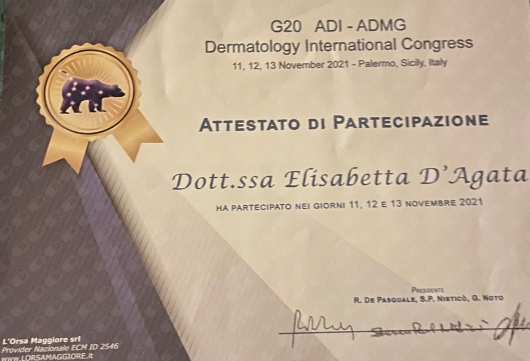 G20 ADI - ADMG
Dermatology International Congress
11, 12, 13 November 2021 - Palermo, Sicily, Italy
ATTESTATO DI PARTECIPAZIONE
Dott.ssa Elisabetta D'Agata
HA PARTECIPATO NEI GIORNI 11, 12 E 13 NOVEMBRE 2021
PRESIDENTE
R. DE PASQUALE, S.P. NISTICÒ, G. NOTO
L'Orsa Maggiore srl
Provider Nazionale ECM ID 2546
www.LORSAMAGGIORE.it